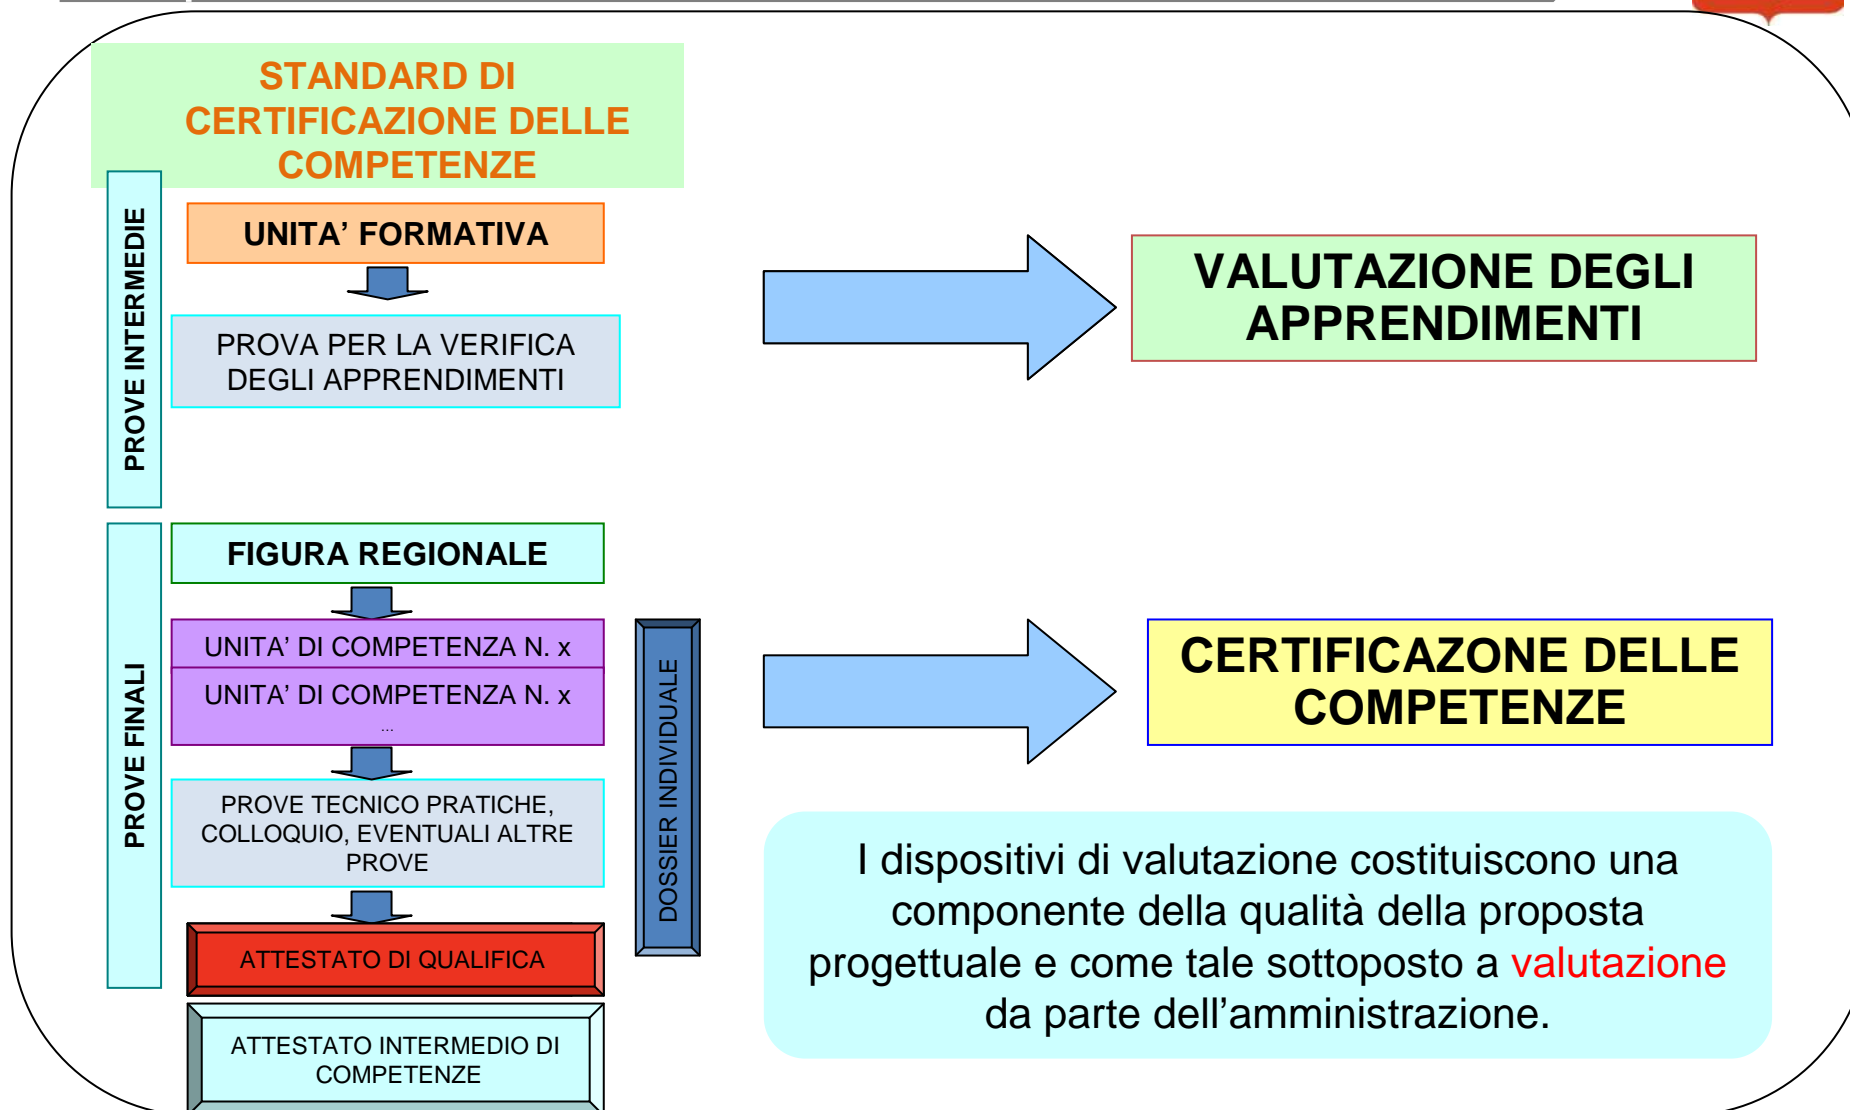 STANDARD DI
CERTIFICAZIONE DELLE
COMPETENZE
PROVE INTERMEDIE
UNITA’ FORMATIVA
PROVA PER LA VERIFICA
DEGLI APPRENDIMENTI
VALUTAZIONE DEGLI
APPRENDIMENTI
PROVE FINALI
FIGURA REGIONALE
UNITA’ DI COMPETENZA N. x
UNITA’ DI COMPETENZA N. x
...
PROVE TECNICO PRATICHE,
COLLOQUIO, EVENTUALI ALTRE
PROVE
ATTESTATO DI QUALIFICA
ATTESTATO INTERMEDIO DI
COMPETENZE
DOSSIER INDIVIDUALE
CERTIFICAZONE DELLE
COMPETENZE
I dispositivi di valutazione costituiscono una
componente della qualità della proposta
progettuale e come tale sottoposto a valutazione
da parte dell’amministrazione.